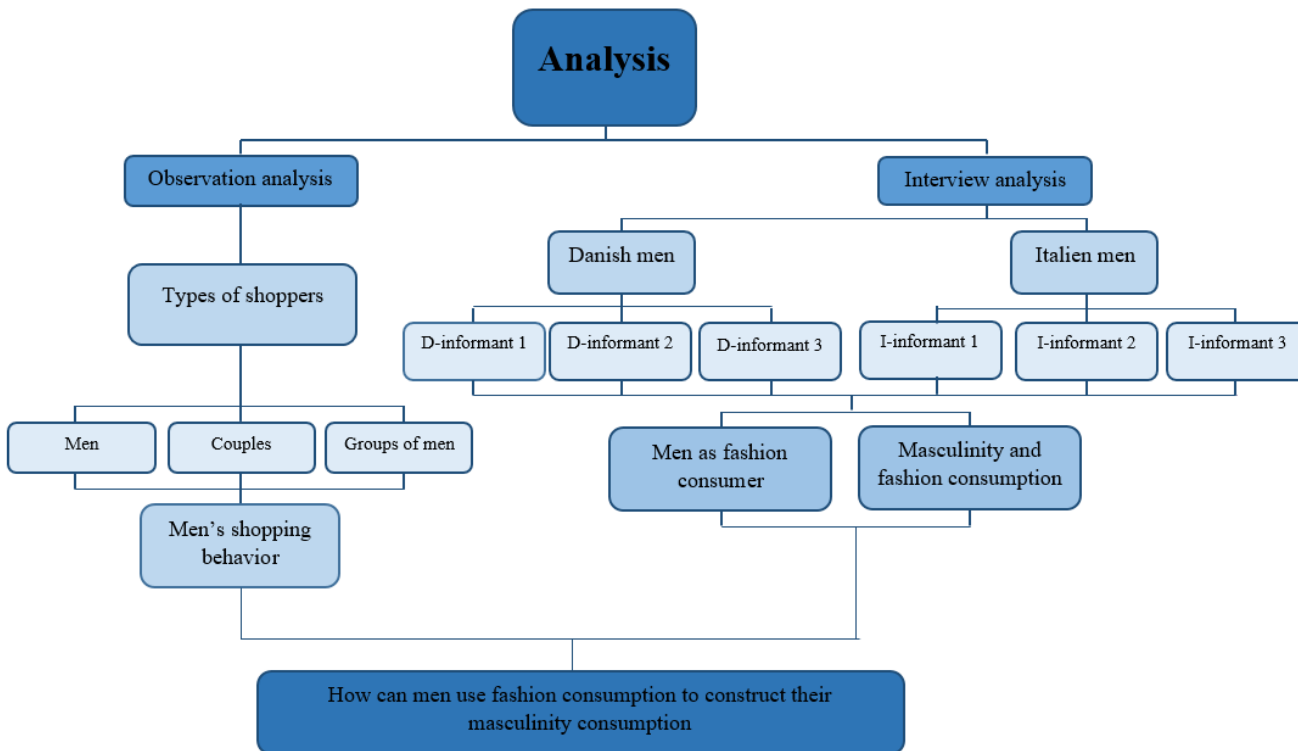 Analysis
Observation analysis
Interview analysis
Danish men
Italien men
Types of shoppers
D-informant 1
D-informant 2
D-informant 3
I-informant 1
I-informant 2
I-informant 3
Men
Couples
Groups of men
Men as fashion
consumer
Masculinity and
fashion consumption
Men’s shopping
behavior
How can men use fashion consumption to construct their
masculinity consumption